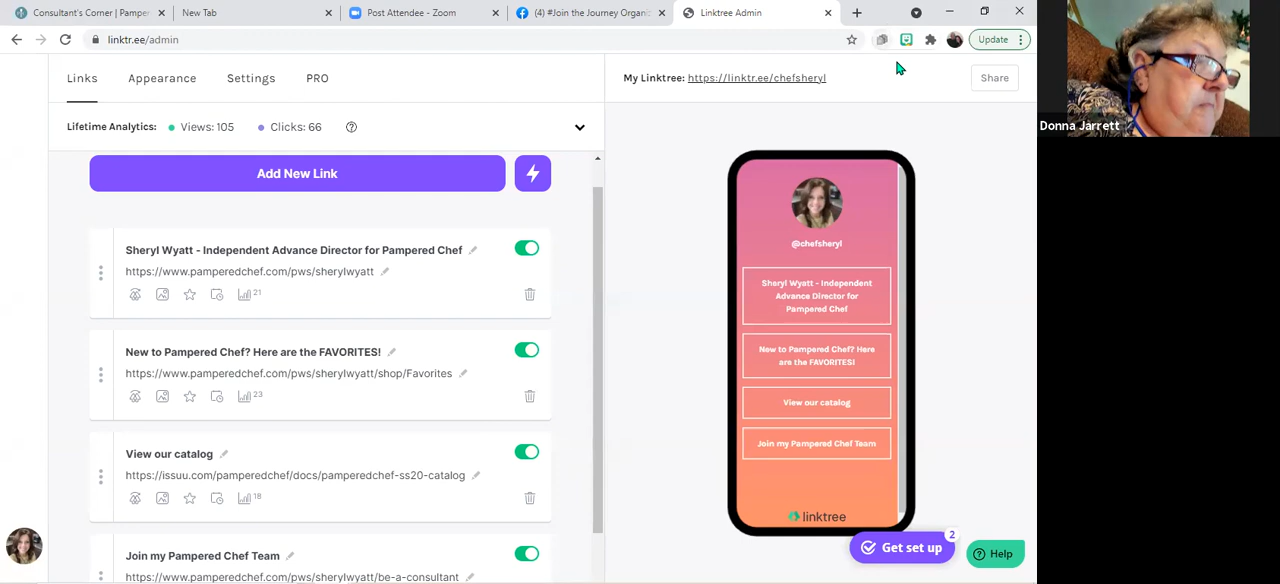 Consultant's Corner | Pamper
New Tab
Post Attendee - Zoom
(4) #Join the Journey Organi
Linktree Admin
linktr.ee/admin
Update
Links
Appearance
Settings
PRO
My Linktree: https://linktr.ee/chefsheryl
Share
Lifetime Analytics:
Views: 105
Clicks: 66
Add New Link
Sheryl Wyatt - Independent Advance Director for Pampered Chef
https://www.pamperedchef.com/pws/sherylwyatt
21
New to Pampered Chef? Here are the FAVORITES!
https://www.pamperedchef.com/pws/sherylwyatt/shop/Favorites
23
View our catalog
https://issuu.com/pamperedchef/docs/pamperedchef-ss20-catalog
18
Join my Pampered Chef Team
https://www.pamperedchef.com/pws/sherylwyatt/be-a-consultant
@chefsheryl
Sheryl Wyatt - Independent
Advance Director for
Pampered Chef
New to Pampered Chef? Here
are the FAVORITES!
View our catalog
Join my Pampered Chef Team
linktree
Get set up
2
Help
Donna Jarrett